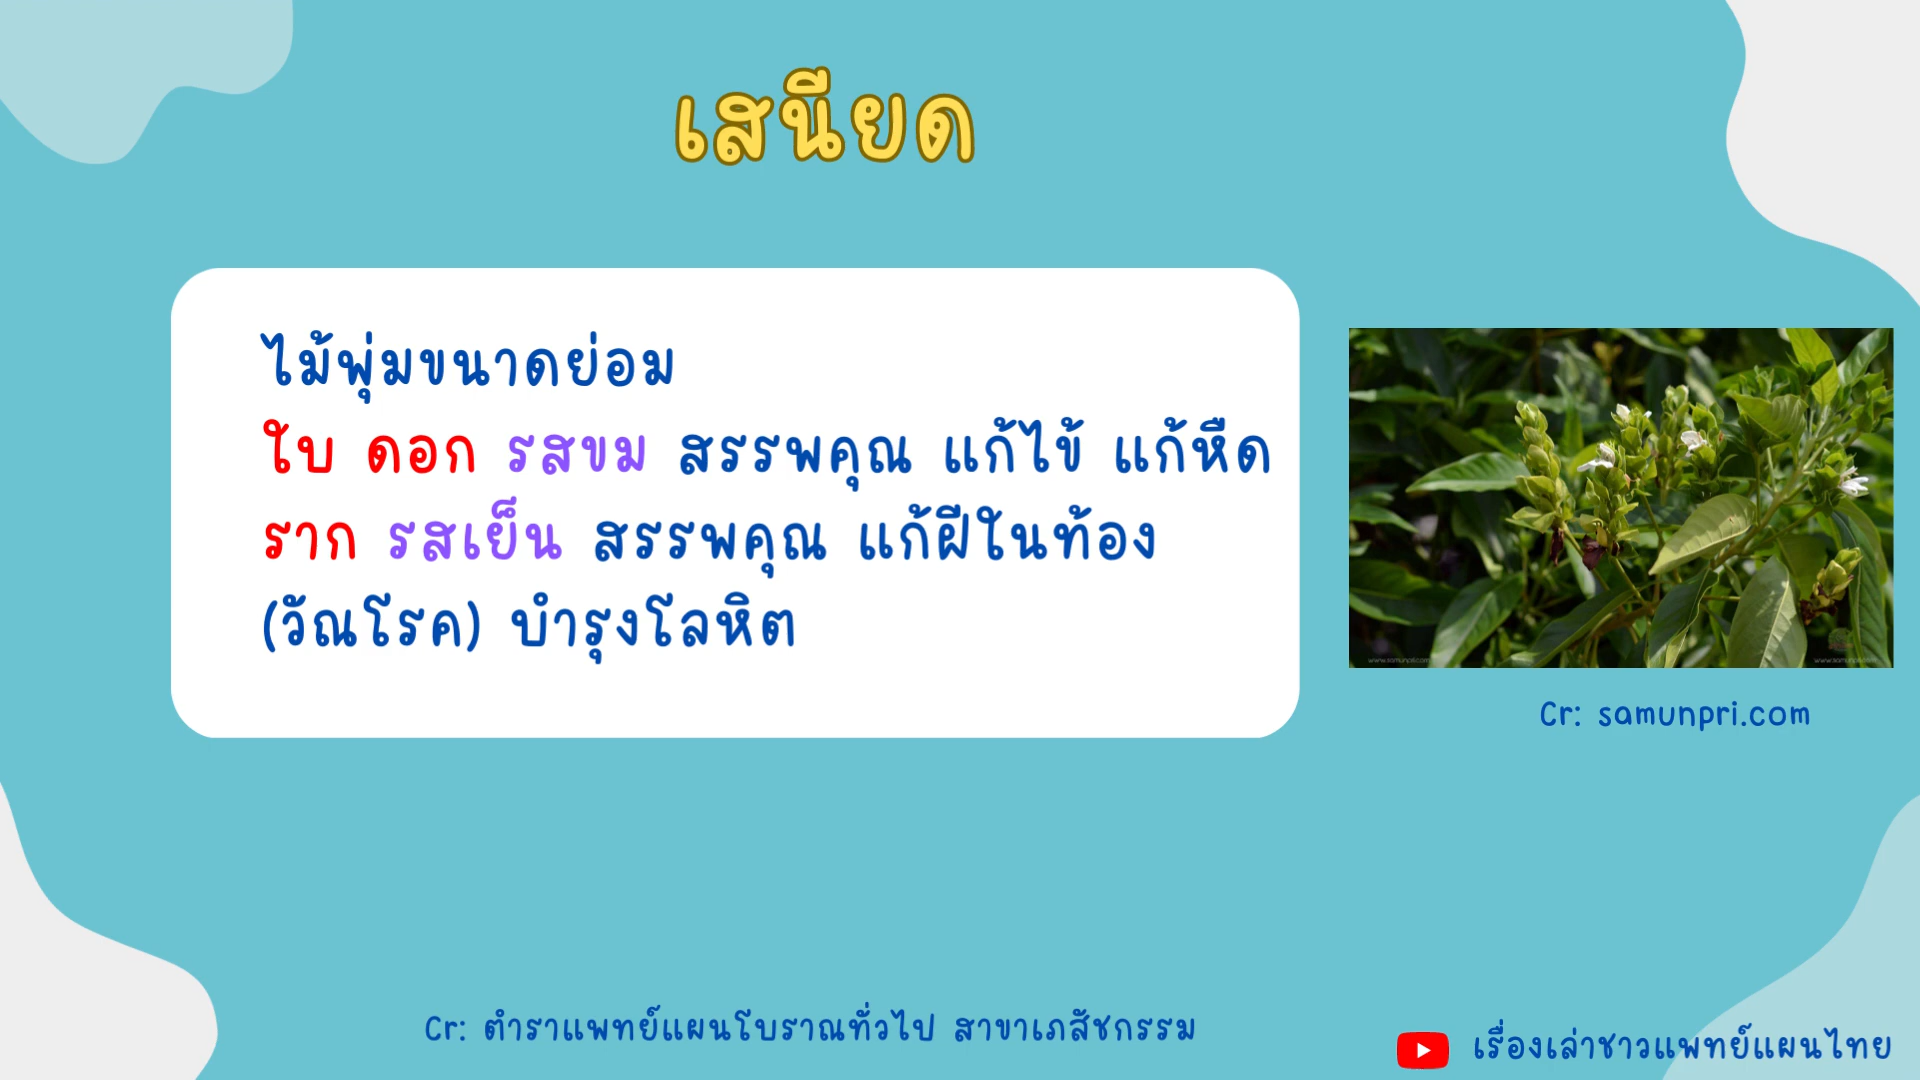 เสนียด
ไม้พุ่มขนาดย่อม
ใบ ดอก รสขม สรรพคุณ แก้ไข้ แก้หืด
ราก รสเย็น สรรพคุณ แก้ฝีในท้อง
(วัณโรค) บำรุงโลหิต
www.samunpri.com
Cr: samunpri.com
Cr: ตำราแพทย์แผนโบราณทั่วไป สาขาเภสัชกรรม
เรื่องเล่าชาวแพทย์แผนไทย